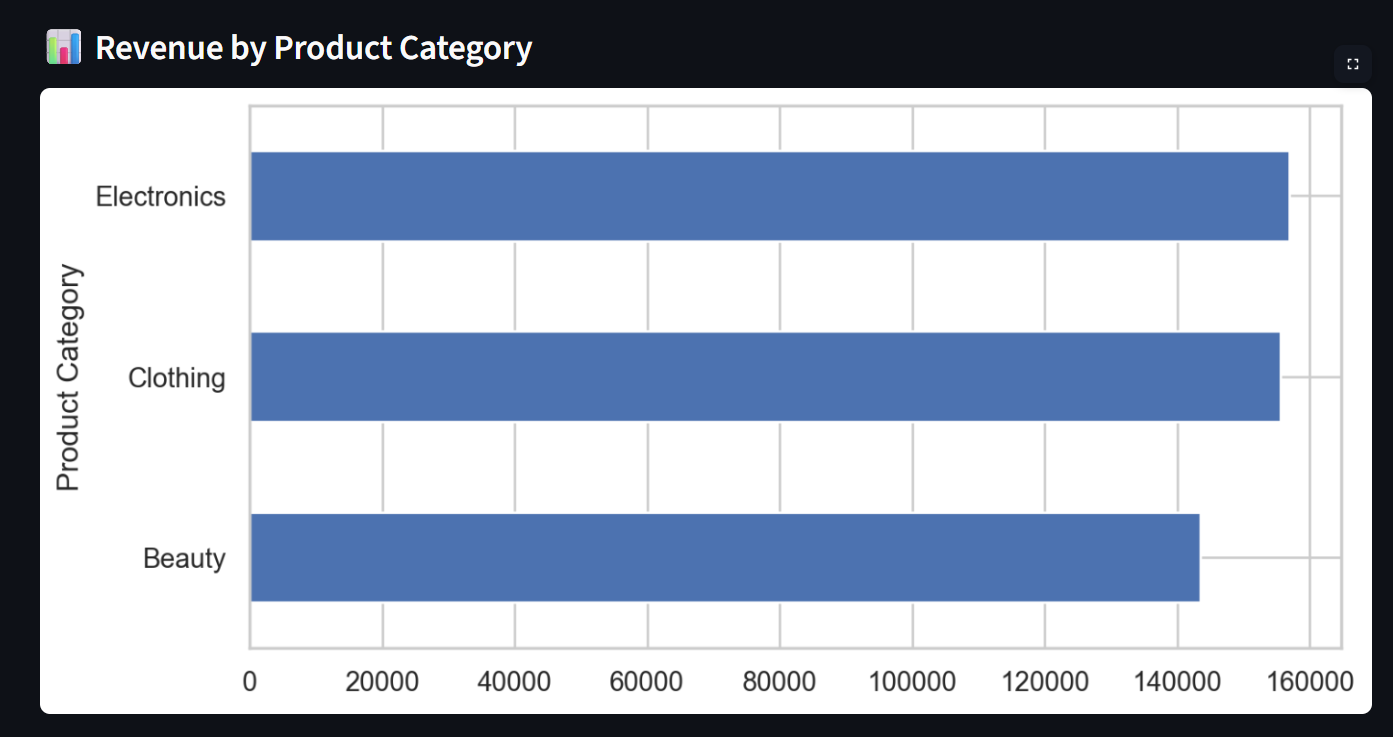 Revenue by Product Category
Electronics
Clothing
Beauty
Product Category
0 20000 40000 60000 80000 100000 120000 140000 160000